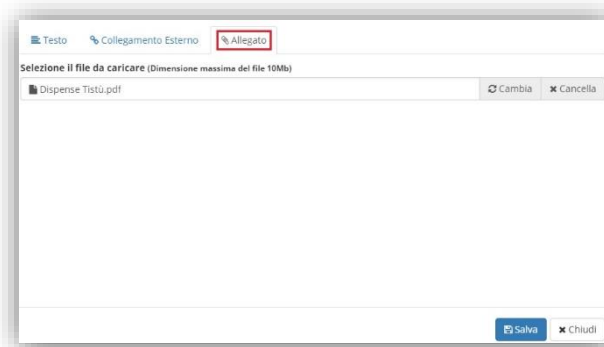 Testo Collegamento Esterno Allegato
Selezione il file da caricare (Dimensione massima del file 10Mb)
Dispense Tistù.pdf Cambia Cancella
Salva Chiudi